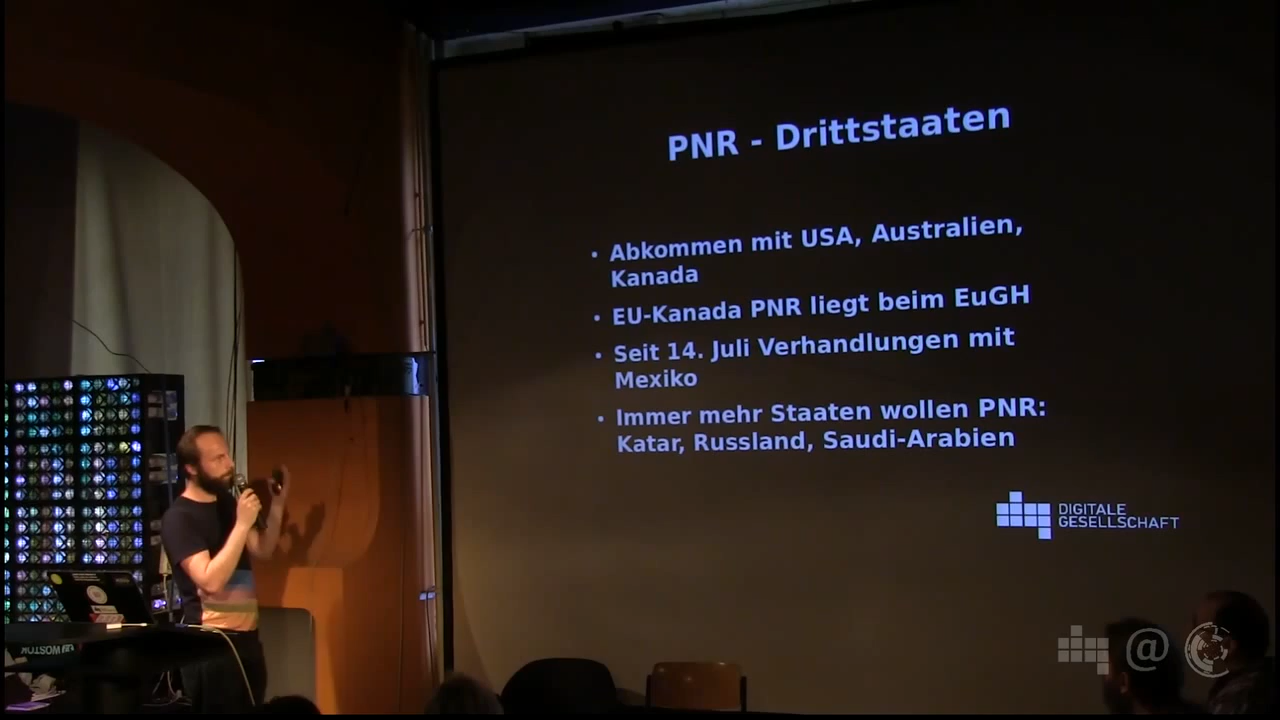 PNR - Drittstaaten
• Abkommen mit USA, Australien,
Kanada
• EU-Kanada PNR liegt beim EuGH
• Seit 14. Juli Verhandlungen mit
Mexiko
• Immer mehr Staaten wollen PNR:
Katar, Russland, Saudi-Arabien
DIGITALE
GESELLSCHAFT
WOSTOK
@